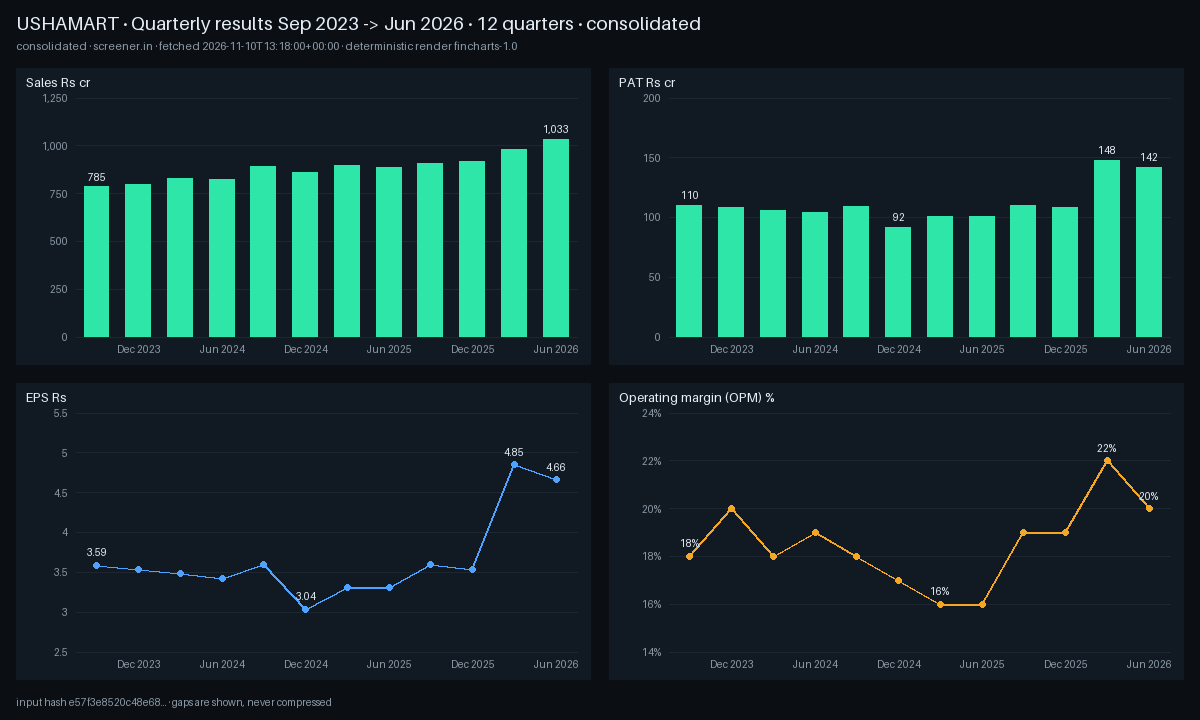 USHAMART · Quarterly results Sep 2023 -> Jun 2026 · 12 quarters · consolidated
consolidated · screener.in · fetched 2026-11-10T13:18:00+00:00 · deterministic render fincharts-1.0
Sales Rs cr
1,250
1,000
750
500
250
0
785
1,033
Dec 2023
Jun 2024
Dec 2024
Jun 2025
Dec 2025
Jun 2026
PAT Rs cr
200
150
100
50
0
110
92
148
142
Dec 2023
Jun 2024
Dec 2024
Jun 2025
Dec 2025
Jun 2026
EPS Rs
5.5
5
4.5
4
3.5
3
2.5
3.59
3.04
4.85
4.66
Dec 2023
Jun 2024
Dec 2024
Jun 2025
Dec 2025
Jun 2026
Operating margin (OPM) %
24%
22%
20%
18%
16%
14%
18%
16%
22%
20%
Dec 2023
Jun 2024
Dec 2024
Jun 2025
Dec 2025
Jun 2026
input hash e57f3e8520c48e68… · gaps are shown, never compressed